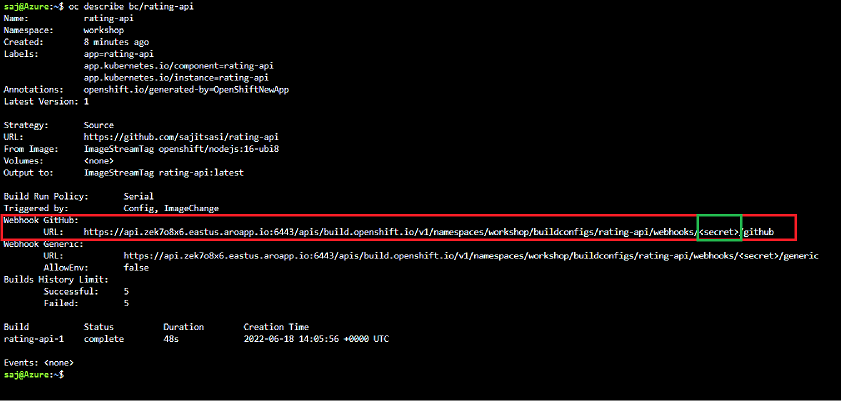 saj@Azure:~$ oc describe bc/rating-api
Name: rating-api
Namespace: workshop
Created: 8 minutes ago
Labels: app=rating-api
app.kubernetes.io/component=rating-api
app.kubernetes.io/instance=rating-api
Annotations: openshift.io/generated-by=OpenShiftNewApp
Latest Version: 1
Strategy: Source
URL: https://github.com/sajitsasi/rating-api
From Image: ImageStreamTag openshift/nodejs:16-ubi8
Volumes: <none>
Output to: ImageStreamTag rating-api:latest
Build Run Policy: Serial
Triggered by: Config, ImageChange
Webhook GitHub:
URL: https://api.zek7o8x6.eastus.aroapp.io:6443/apis/build.openshift.io/v1/namespaces/workshop/buildconfigs/rating-api/webhooks/<secret>/github
Webhook Generic:
URL: https://api.zek7o8x6.eastus.aroapp.io:6443/apis/build.openshift.io/v1/namespaces/workshop/buildconfigs/rating-api/webhooks/<secret>/generic
AllowEnv: false
Builds History Limit:
Successful: 5
Failed: 5
Build Status Duration Creation Time
rating-api-1 complete 48s 2022-06-18 14:05:56 +0000 UTC
Events: <none>
saj@Azure:~$